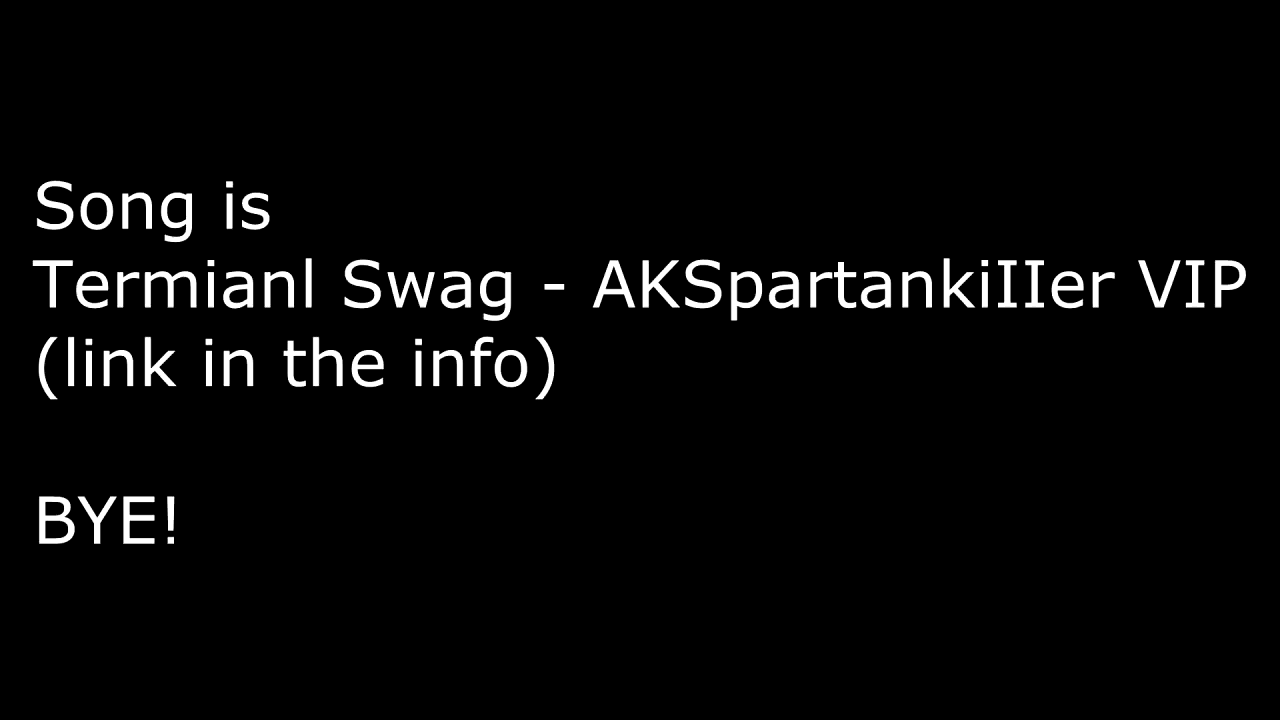 Song is
Termianl Swag - AKSpartankiIIer VIP
(link in the info)
BYE!